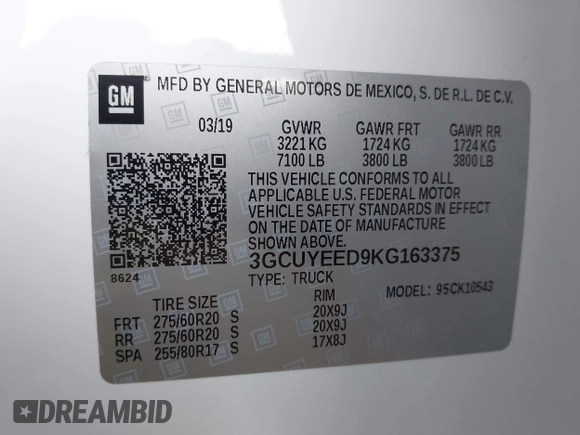 GM
MFD BY GENERAL MOTORS DE MEXICO, S. DE R.L. DE C.V.
03/19 GVWR GAWR FRT GAWR RR
3221 KG 1724 KG 1724 KG
7100 LB 3800 LB 3800 LB
THIS VEHICLE CONFORMS TO ALL
APPLICABLE U.S. FEDERAL MOTOR
VEHICLE SAFETY STANDARDS IN EFFECT
ON THE DATE OF MANUFACTURE
SHOWN ABOVE.
8624
3GCUYEED9KG163375
TYPE: TRUCK MODEL: 95CK10543
TIRE SIZE RIM
FRT 275/60R20 S 20X9J
RR 275/60R20 S 20X9J
SPA 255/80R17 S 17X8J
DREAMBID